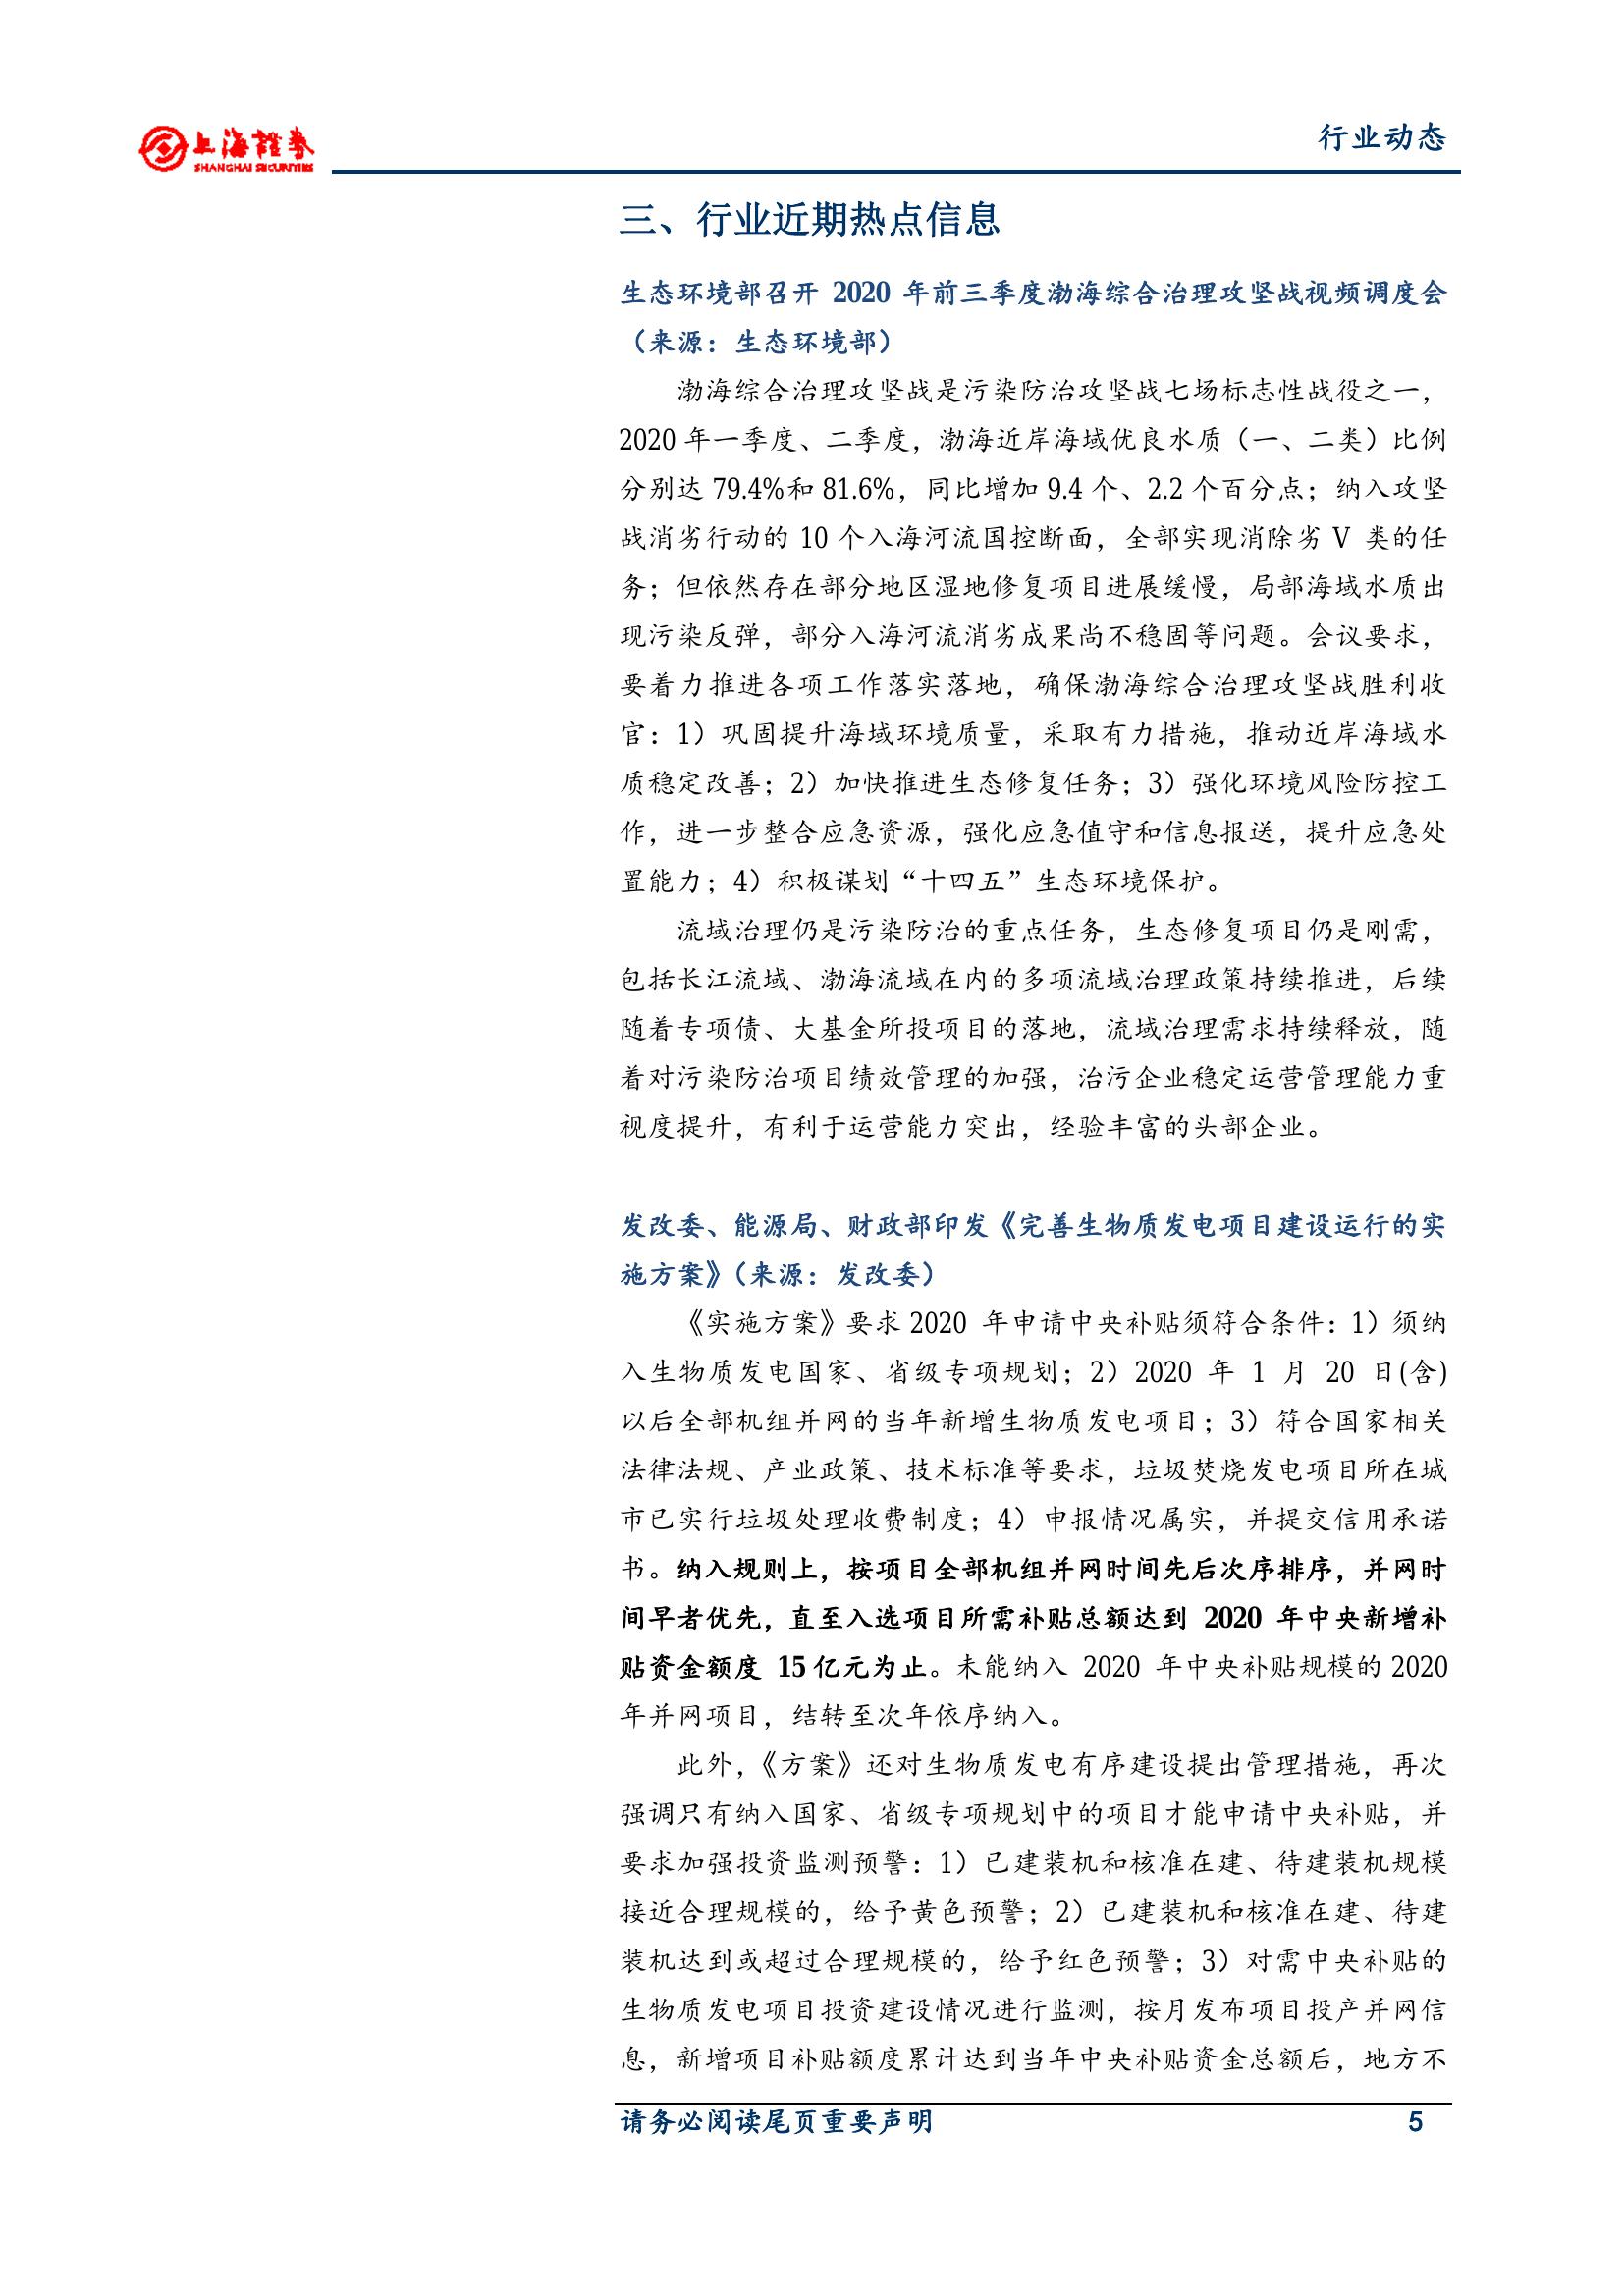 上海證券
SHANGHAI SECURITIES
行业动态
三、行业近期热点信息
生态环境部召开 2020 年前三季度渤海综合治理攻坚战视频调度会
（来源：生态环境部）
渤海综合治理攻坚战是污染防治攻坚战七场标志性战役之一，
2020 年一季度、二季度，渤海近岸海域优良水质（一、二类）比例
分别达 79.4%和 81.6%，同比增加 9.4 个、2.2 个百分点；纳入攻坚
战消劣行动的 10 个入海河流国控断面，全部实现消除劣 V 类的任
务；但依然存在部分地区湿地修复项目进展缓慢，局部海域水质出
现污染反弹，部分入海河流消劣成果尚不稳固等问题。会议要求，
要着力推进各项工作落实落地，确保渤海综合治理攻坚战胜利收
官：1）巩固提升海域环境质量，采取有力措施，推动近岸海域水
质稳定改善；2）加快推进生态修复任务；3）强化环境风险防控工
作，进一步整合应急资源，强化应急值守和信息报送，提升应急处
置能力；4）积极谋划“十四五”生态环境保护。
流域治理仍是污染防治的重点任务，生态修复项目仍是刚需，
包括长江流域、渤海流域在内的多项流域治理政策持续推进，后续
随着专项债、大基金所投项目的落地，流域治理需求持续释放，随
着对污染防治项目绩效管理的加强，治污企业稳定运营管理能力重
视度提升，有利于运营能力突出，经验丰富的头部企业。
发改委、能源局、财政部印发《完善生物质发电项目建设运行的实
施方案》（来源：发改委）
《实施方案》要求 2020 年申请中央补贴须符合条件：1）须纳
入生物质发电国家、省级专项规划；2）2020 年 1 月 20 日(含)
以后全部机组并网的当年新增生物质发电项目；3）符合国家相关
法律法规、产业政策、技术标准等要求，垃圾焚烧发电项目所在城
市已实行垃圾处理收费制度；4）申报情况属实，并提交信用承诺
书。纳入规则上，按项目全部机组并网时间先后次序排序，并网时
间早者优先，直至入选项目所需补贴总额达到 2020 年中央新增补
贴资金额度 15 亿元为止。未能纳入 2020 年中央补贴规模的 2020
年并网项目，结转至次年依序纳入。
此外，《方案》还对生物质发电有序建设提出管理措施，再次
强调只有纳入国家、省级专项规划中的项目才能申请中央补贴，并
要求加强投资监测预警：1）已建装机和核准在建、待建装机规模
接近合理规模的，给予黄色预警；2）已建装机和核准在建、待建
装机达到或超过合理规模的，给予红色预警；3）对需中央补贴的
生物质发电项目投资建设情况进行监测，按月发布项目投产并网信
息，新增项目补贴额度累计达到当年中央补贴资金总额后，地方不
请务必阅读尾页重要声明 5